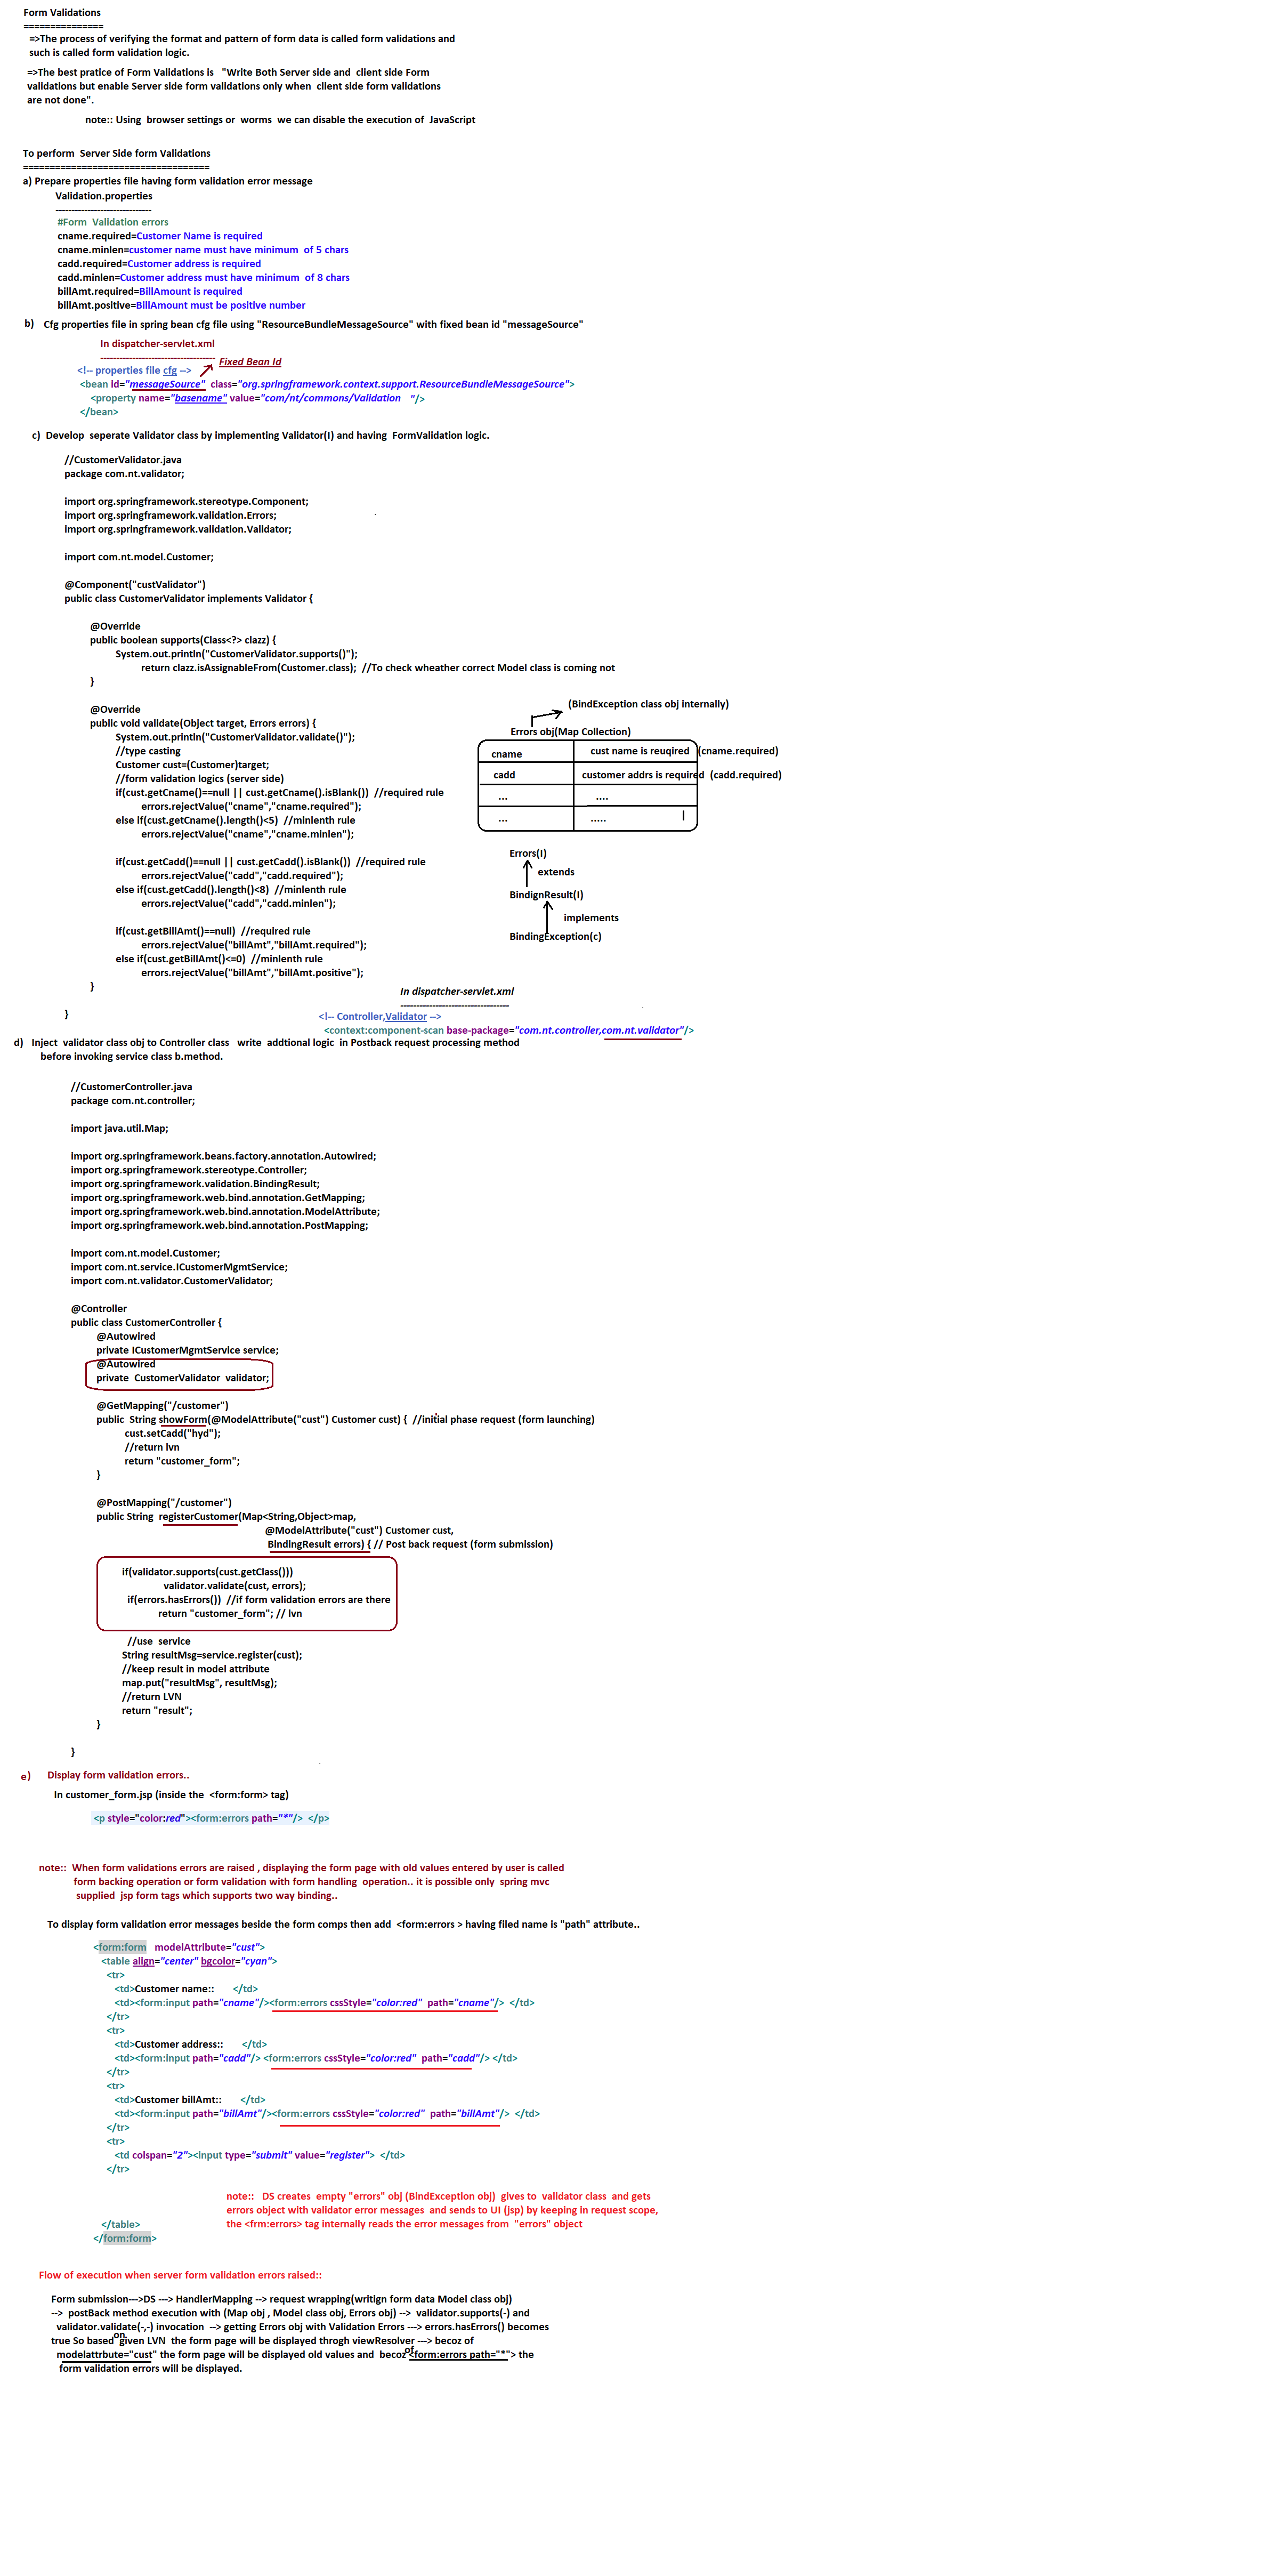 Form Validations
===============
=>The process of verifying the format and pattern of form data is called form validations and
such is called form validation logic.
=>The best pratice of Form Validations is "Write Both Server side and client side Form
validations but enable Server side form validations only when client side form validations
are not done".
note:: Using browser settings or worms we can disable the execution of JavaScript
To perform Server Side form Validations
===================================
a) Prepare properties file having form validation error message
Validation.properties
------------------------------
#Form Validation errors
cname.required=Customer Name is required
cname.minlen=customer name must have minimum of 5 chars
cadd.required=Customer address is required
cadd.minlen=Customer address must have minimum of 8 chars
billAmt.required=BillAmount is required
billAmt.positive=BillAmount must be positive number
b) Cfg properties file in spring bean cfg file using "ResourceBundleMessageSource" with fixed bean id "messageSource"
In dispatcher-servlet.xml
------------------------------------
Fixed Bean Id
<!-- properties file cfg -->
<bean id="messageSource" class="org.springframework.context.support.ResourceBundleMessageSource">
<property name="basename" value="com/nt/commons/Validation "/>
</bean>
c) Develop seperate Validator class by implementing Validator(I) and having FormValidation logic.
//CustomerValidator.java
package com.nt.validator;
import org.springframework.stereotype.Component;
import org.springframework.validation.Errors;
import org.springframework.validation.Validator;
import com.nt.model.Customer;
@Component("custValidator")
public class CustomerValidator implements Validator {
@Override
public boolean supports(Class<?> clazz) {
System.out.println("CustomerValidator.supports()");
return clazz.isAssignableFrom(Customer.class); //To check wheather correct Model class is coming not
}
@Override
public void validate(Object target, Errors errors) {
System.out.println("CustomerValidator.validate()");
//type casting
Customer cust=(Customer)target;
//form validation logics (server side)
if(cust.getCname()==null || cust.getCname().isBlank()) //required rule
errors.rejectValue("cname","cname.required");
else if(cust.getCname().length()<5) //minlenth rule
errors.rejectValue("cname","cname.minlen");
if(cust.getCadd()==null || cust.getCadd().isBlank()) //required rule
errors.rejectValue("cadd","cadd.required");
else if(cust.getCadd().length()<8) //minlenth rule
errors.rejectValue("cadd","cadd.minlen");
if(cust.getBillAmt()==null) //required rule
errors.rejectValue("billAmt","billAmt.required");
else if(cust.getBillAmt()<=0) //minlenth rule
errors.rejectValue("billAmt","billAmt.positive");
}
}
(BindException class obj internally)
Errors obj(Map Collection)
cname cust name is reuqired (cname.required)
cadd customer addrs is required (cadd.required)
... ....
... .....
Errors(I)
extends
BindignResult(I)
implements
BindingException(c)
In dispatcher-servlet.xml
----------------------------------
<!-- Controller,Validator -->
<context:component-scan base-package="com.nt.controller,com.nt.validator"/>
d) Inject validator class obj to Controller class write addtional logic in Postback request processing method
before invoking service class b.method.
//CustomerController.java
package com.nt.controller;
import java.util.Map;
import org.springframework.beans.factory.annotation.Autowired;
import org.springframework.stereotype.Controller;
import org.springframework.validation.BindingResult;
import org.springframework.web.bind.annotation.GetMapping;
import org.springframework.web.bind.annotation.ModelAttribute;
import org.springframework.web.bind.annotation.PostMapping;
import com.nt.model.Customer;
import com.nt.service.ICustomerMgmtService;
import com.nt.validator.CustomerValidator;
@Controller
public class CustomerController {
@Autowired
private ICustomerMgmtService service;
@Autowired
private CustomerValidator validator;
@GetMapping("/customer")
public String showForm(@ModelAttribute("cust") Customer cust) { //initial phase request (form launching)
cust.setCadd("hyd");
//return lvn
return "customer_form";
}
@PostMapping("/customer")
public String registerCustomer(Map<String,Object>map,
@ModelAttribute("cust") Customer cust,
BindingResult errors) { // Post back request (form submission)
if(validator.supports(cust.getClass()))
validator.validate(cust, errors);
if(errors.hasErrors()) //if form validation errors are there
return "customer_form"; // lvn
//use service
String resultMsg=service.register(cust);
//keep result in model attribute
map.put("resultMsg", resultMsg);
//return LVN
return "result";
}
}
e) Display form validation errors..
In customer_form.jsp (inside the <form:form> tag)
<p style="color:red"><form:errors path="*"/> </p>
note:: When form validations errors are raised , displaying the form page with old values entered by user is called
form backing operation or form validation with form handling operation.. it is possible only spring mvc
supplied jsp form tags which supports two way binding..
To display form validation error messages beside the form comps then add <form:errors > having filed name is "path" attribute..
<form:form modelAttribute="cust">
<table align="center" bgcolor="cyan">
<tr>
<td>Customer name:: </td>
<td><form:input path="cname"/><form:errors cssStyle="color:red" path="cname"/> </td>
</tr>
<tr>
<td>Customer address:: </td>
<td><form:input path="cadd"/> <form:errors cssStyle="color:red" path="cadd"/> </td>
</tr>
<tr>
<td>Customer billAmt:: </td>
<td><form:input path="billAmt"/><form:errors cssStyle="color:red" path="billAmt"/> </td>
</tr>
<tr>
<td colspan="2"><input type="submit" value="register"> </td>
</tr>
</table>
</form:form>
note:: DS creates empty "errors" obj (BindException obj) gives to validator class and gets
errors object with validator error messages and sends to UI (jsp) by keeping in request scope,
the <frm:errors> tag internally reads the error messages from "errors" object
Flow of execution when server form validation errors raised::
Form submission--->DS ---> HandlerMapping --> request wrapping(writign form data Model class obj)
--> postBack method execution with (Map obj , Model class obj, Errors obj) --> validator.supports(-) and
validator.validate(-,-) invocation --> getting Errors obj with Validation Errors ---> errors.hasErrors() becomes
true So based on given LVN the form page will be displayed throgh viewResolver ---> becoz of
modelattrbute="cust" the form page will be displayed old values and becoz of <form:errors path="*"> the
form validation errors will be displayed.